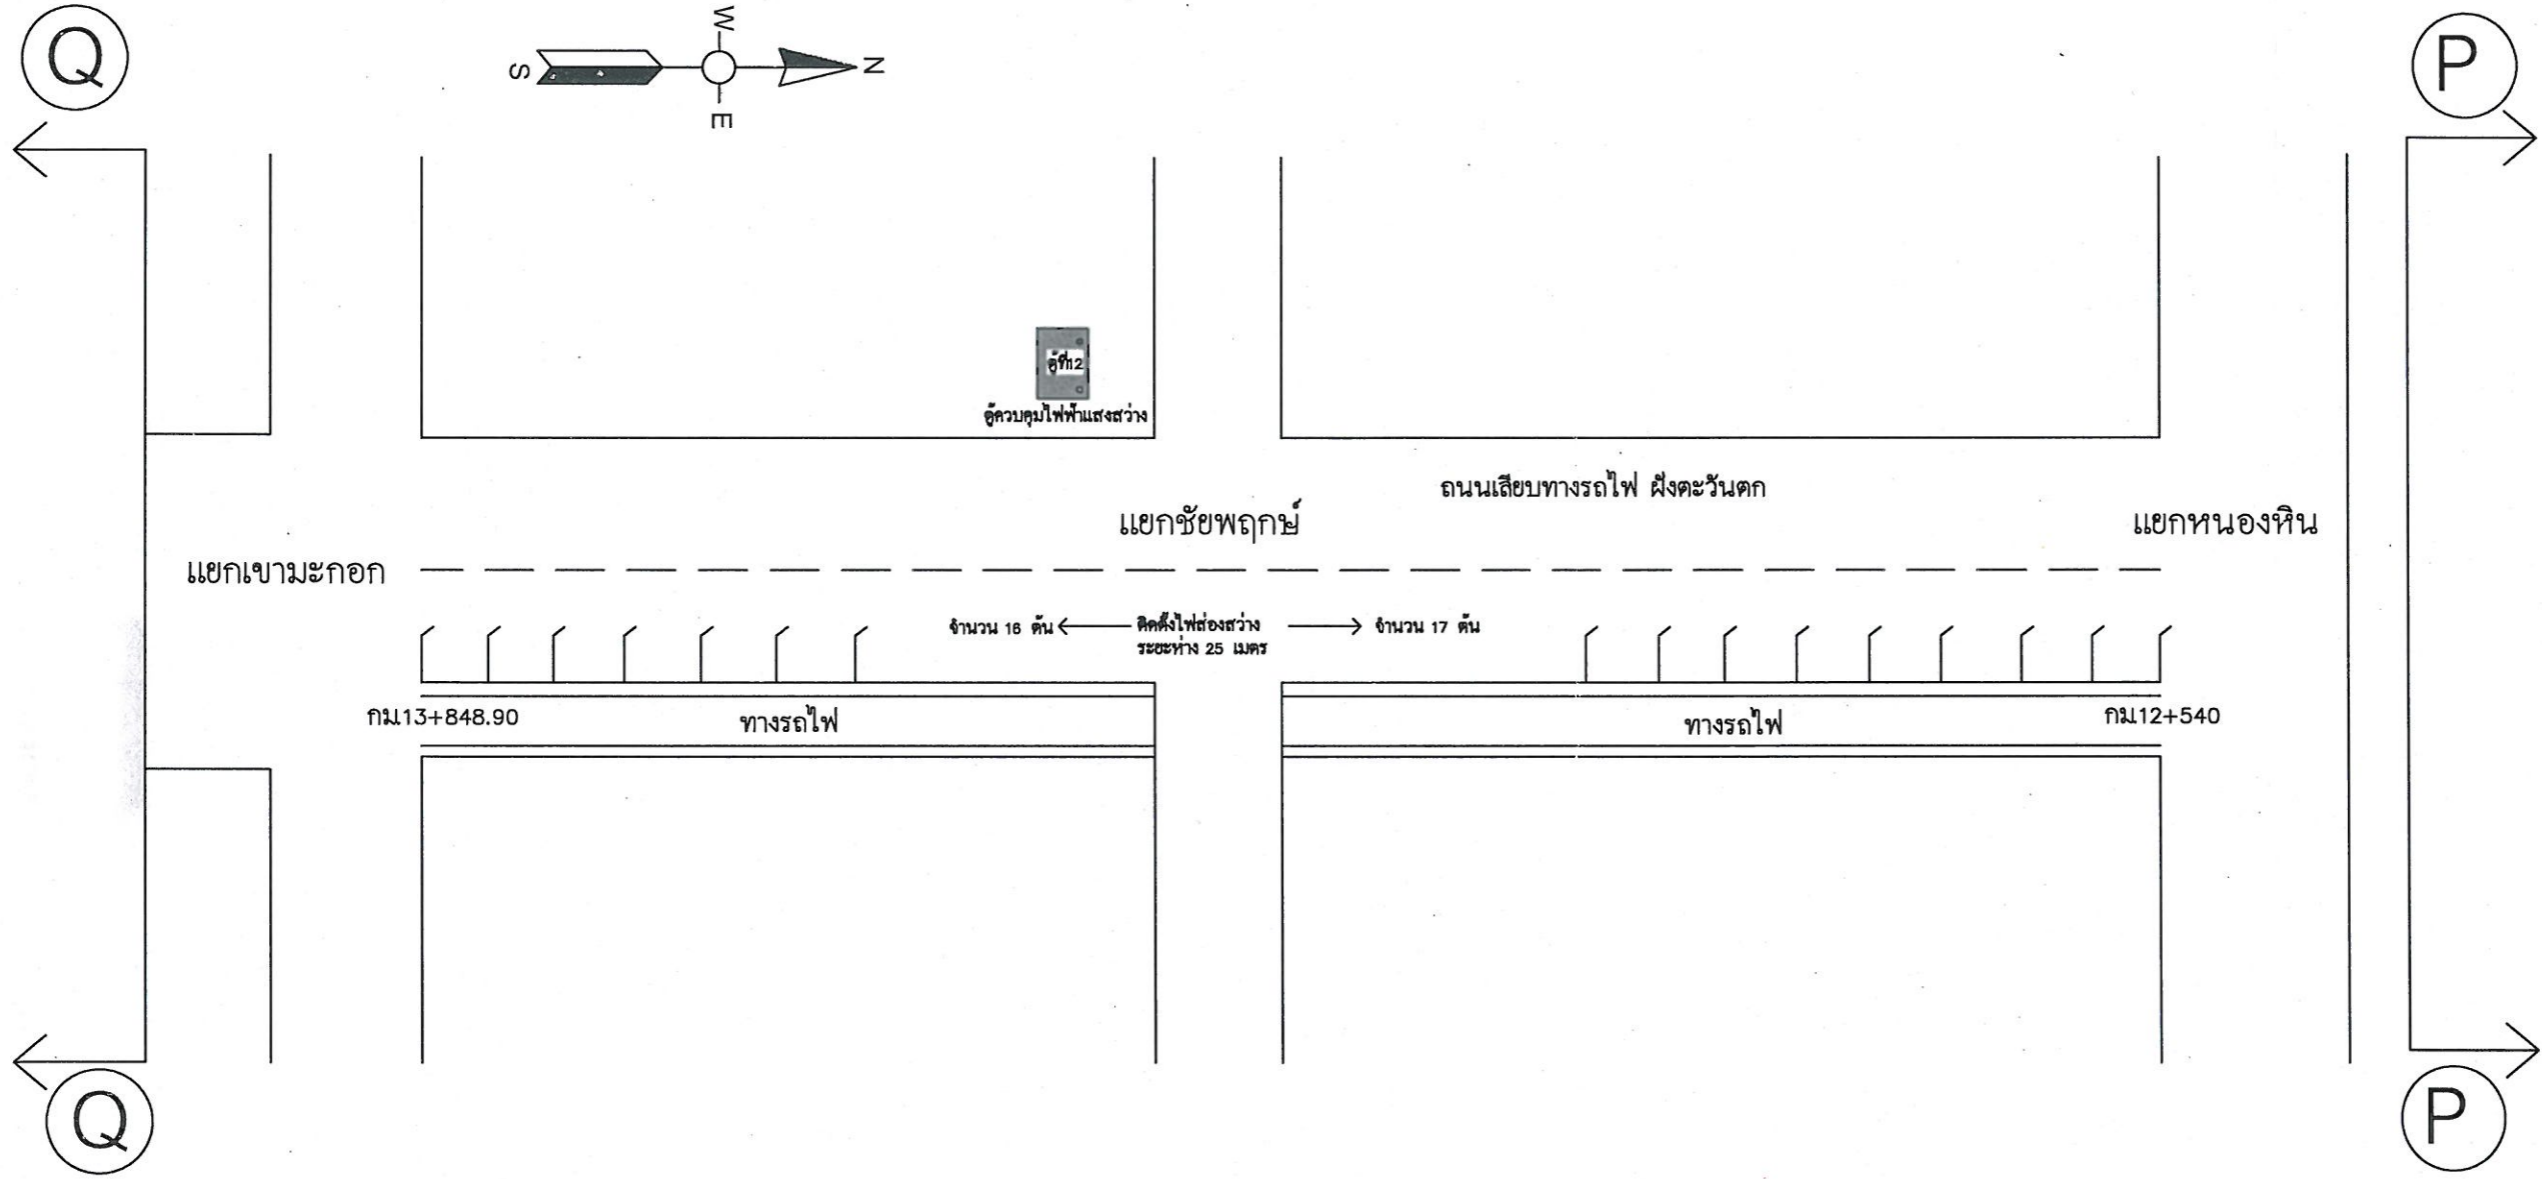 Q
P
W
S
N
E
ตู้ที่12
ตู้ควบคุมไฟฟ้าแสงสว่าง
ถนนเลียบทางรถไฟ ฝั่งตะวันตก
แยกชัยพฤกษ์
แยกหนองหิน
แยกเขามะกอก
จำนวน 16 ต้น
ติดตั้งไฟส่องสว่าง
จำนวน 17 ต้น
ระยะห่าง 25 เมตร
กม.13+848.90
ทางรถไฟ
ทางรถไฟ
กม.12+540
Q
P